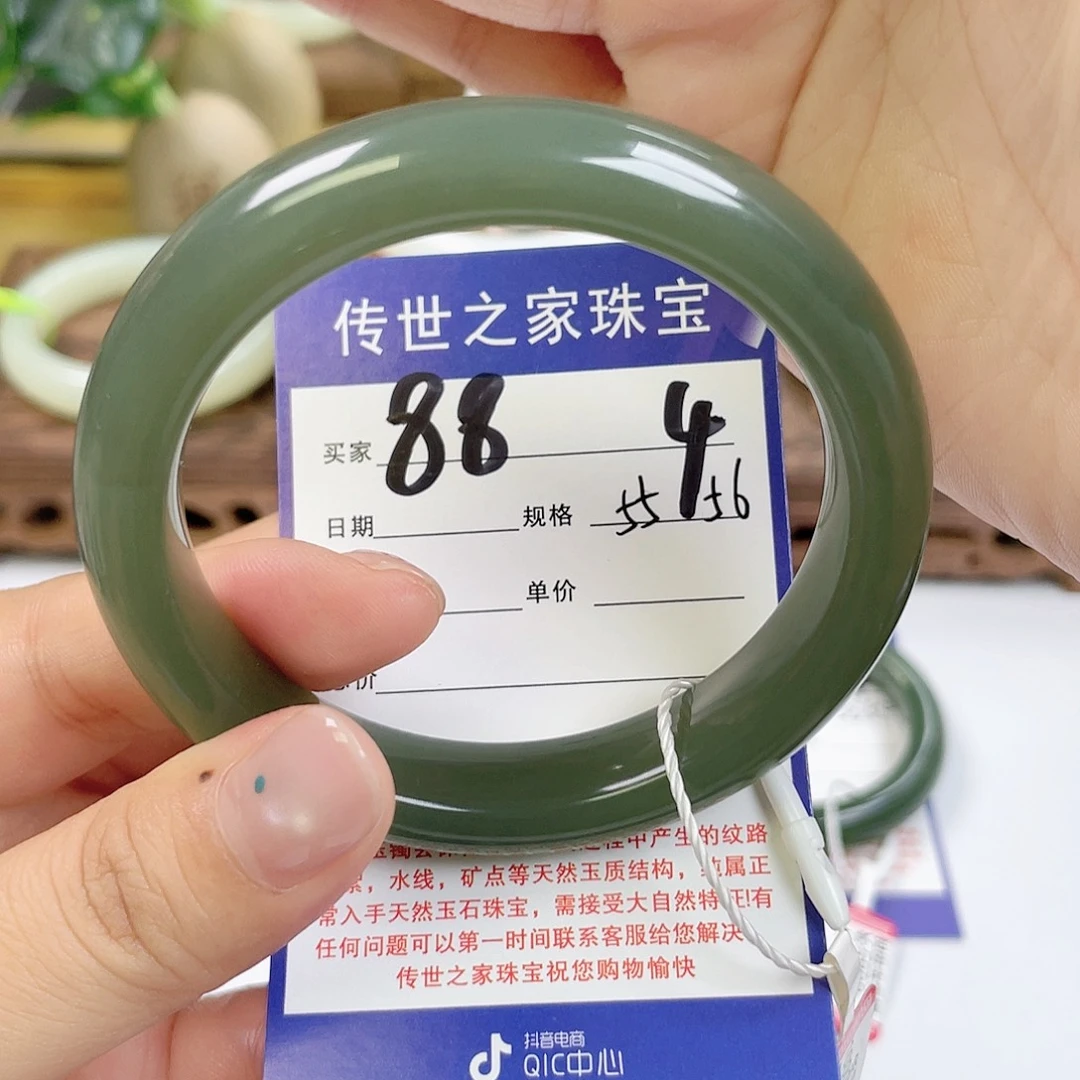 传世之家珠宝
买家 88 4
日期 规格 55 56
单价
价
产生的纹路
，水线，矿点等天然玉质结构，纯属正
常入手天然玉石珠宝，需接受大自然特征!有
任何问题可以第一时间联系客服给您解决
传世之家珠宝祝您购物愉快
抖音电商
QIC中心